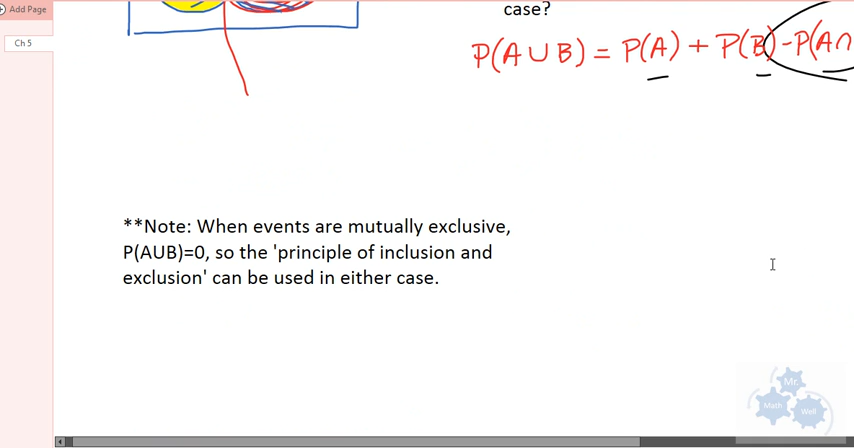 Add Page
Ch 5
case?
P(A ∪ B) = P(A) + P(B) - P(A ∩
**Note: When events are mutually exclusive,
P(AUB)=0, so the 'principle of inclusion and
exclusion' can be used in either case.
Mr.
Math
Well